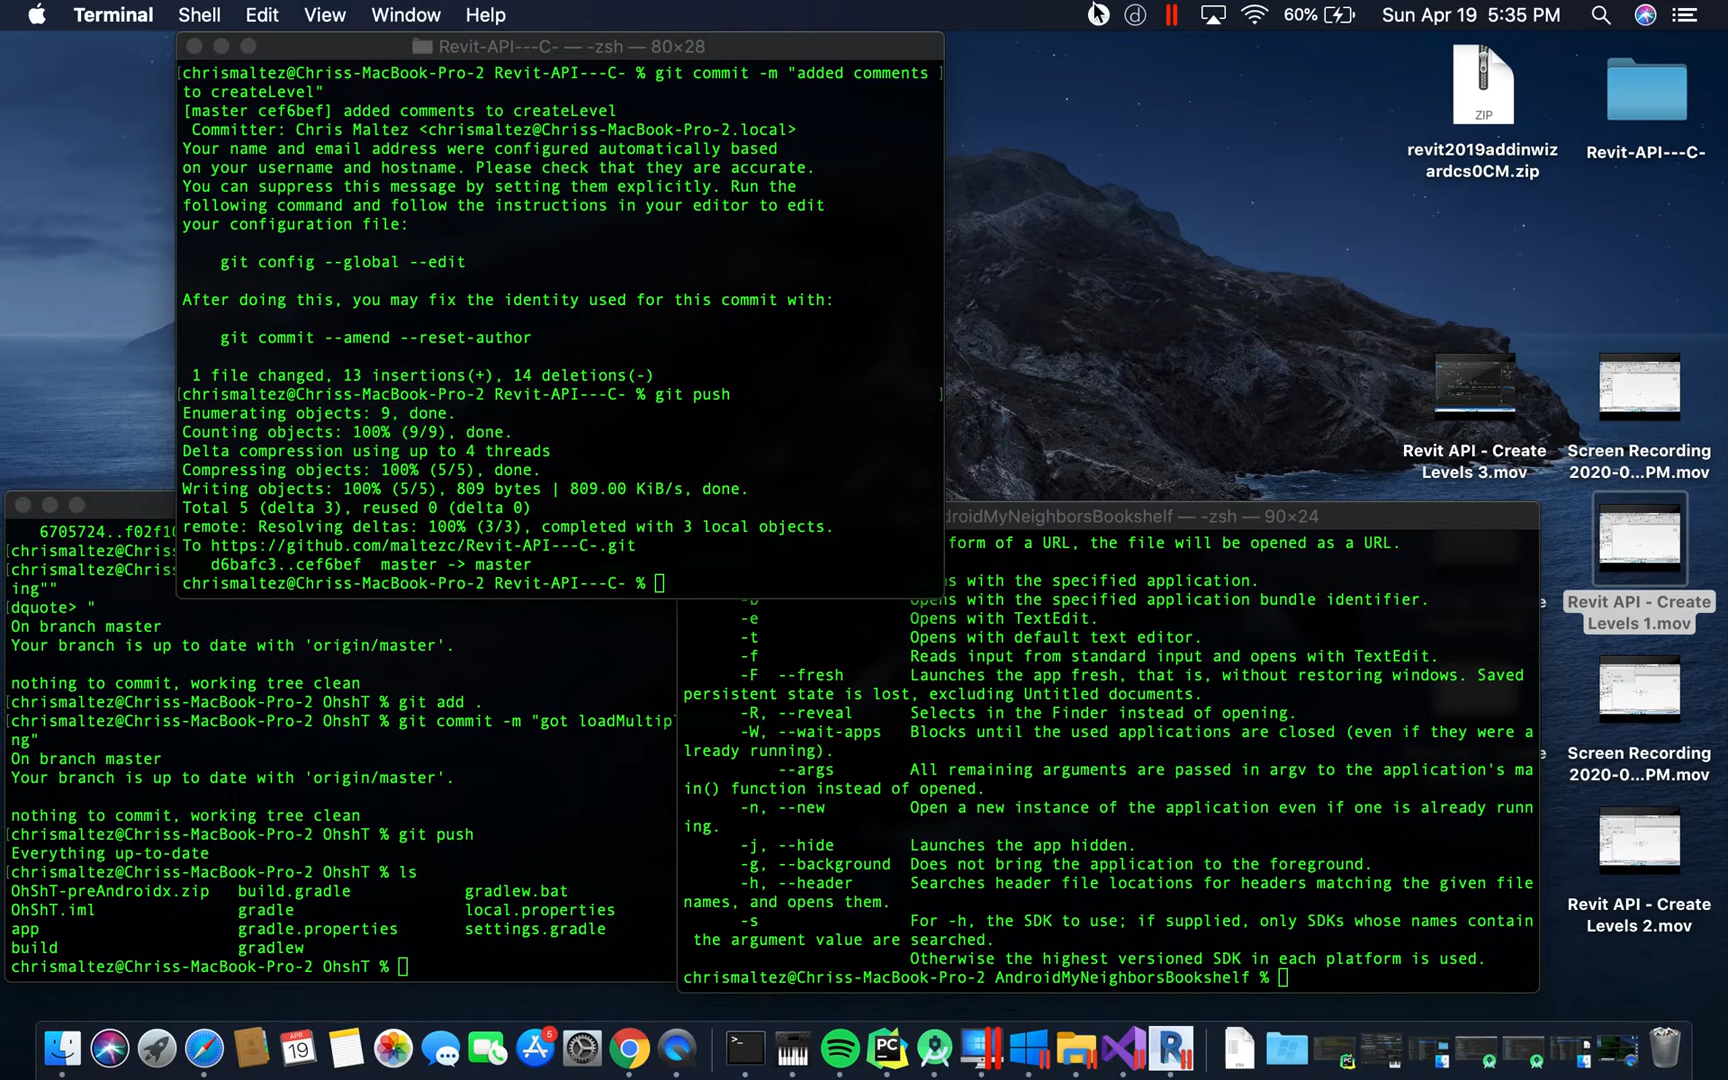 Terminal Shell Edit View Window Help
60% Sun Apr 19 5:35 PM
Revit-API---C- — -zsh — 80×28
[chrismaltez@Chriss-MacBook-Pro-2 Revit-API---C- % git commit -m "added comments ]
to createLevel"
[master cef6bef] added comments to createLevel
Committer: Chris Maltez <chrismaltez@Chriss-MacBook-Pro-2.local>
Your name and email address were configured automatically based
on your username and hostname. Please check that they are accurate.
You can suppress this message by setting them explicitly. Run the
following command and follow the instructions in your editor to edit
your configuration file:
git config --global --edit
After doing this, you may fix the identity used for this commit with:
git commit --amend --reset-author
1 file changed, 13 insertions(+), 14 deletions(-)
[chrismaltez@Chriss-MacBook-Pro-2 Revit-API---C- % git push ]
Enumerating objects: 9, done.
Counting objects: 100% (9/9), done.
Delta compression using up to 4 threads
Compressing objects: 100% (5/5), done.
Writing objects: 100% (5/5), 809 bytes | 809.00 KiB/s, done.
Total 5 (delta 3), reused 0 (delta 0)
remote: Resolving deltas: 100% (3/3), completed with 3 local objects.
To https://github.com/maltezc/Revit-API---C-.git
d6bafc3..cef6bef master -> master
chrismaltez@Chriss-MacBook-Pro-2 Revit-API---C- %
6705724..f02f10
[chrismaltez@Chriss-MacBook-Pro
[chrismaltez@Chriss-MacBook-Pro
ing""
[dquote> "
On branch master
Your branch is up to date with 'origin/master'.
nothing to commit, working tree clean
[chrismaltez@Chriss-MacBook-Pro-2 OhshT % git add .
[chrismaltez@Chriss-MacBook-Pro-2 OhshT % git commit -m "got loadMultip
ng"
On branch master
Your branch is up to date with 'origin/master'.
nothing to commit, working tree clean
[chrismaltez@Chriss-MacBook-Pro-2 OhshT % git push
Everything up-to-date
[chrismaltez@Chriss-MacBook-Pro-2 OhshT % ls
OhShT-preAndroidx.zip build.gradle gradlew.bat
OhShT.iml gradle local.properties
app gradle.properties settings.gradle
build gradlew
chrismaltez@Chriss-MacBook-Pro-2 OhshT %
droidMyNeighborsBookshelf — -zsh — 90×24
form of a URL, the file will be opened as a URL.
ens with the specified application.
-b Opens with the specified application bundle identifier.
-e Opens with TextEdit.
-t Opens with default text editor.
-f Reads input from standard input and opens with TextEdit.
-F --fresh Launches the app fresh, that is, without restoring windows. Saved
persistent state is lost, excluding Untitled documents.
-R, --reveal Selects in the Finder instead of opening.
-W, --wait-apps Blocks until the used applications are closed (even if they were a
lready running).
--args All remaining arguments are passed in argv to the application's ma
in() function instead of opened.
-n, --new Open a new instance of the application even if one is already runn
ing.
-j, --hide Launches the app hidden.
-g, --background Does not bring the application to the foreground.
-h, --header Searches header file locations for headers matching the given file
names, and opens them.
-s For -h, the SDK to use; if supplied, only SDKs whose names contain
the argument value are searched.
Otherwise the highest versioned SDK in each platform is used.
chrismaltez@Chriss-MacBook-Pro-2 AndroidMyNeighborsBookshelf %
ZIP
revit2019addinwiz
ardcs0CM.zip
Revit-API---C-
Revit API - Create
Levels 3.mov
Screen Recording
2020-0...PM.mov
Revit API - Create
Levels 1.mov
Screen Recording
2020-0...PM.mov
Revit API - Create
Levels 2.mov
APR
19
5
PC
R